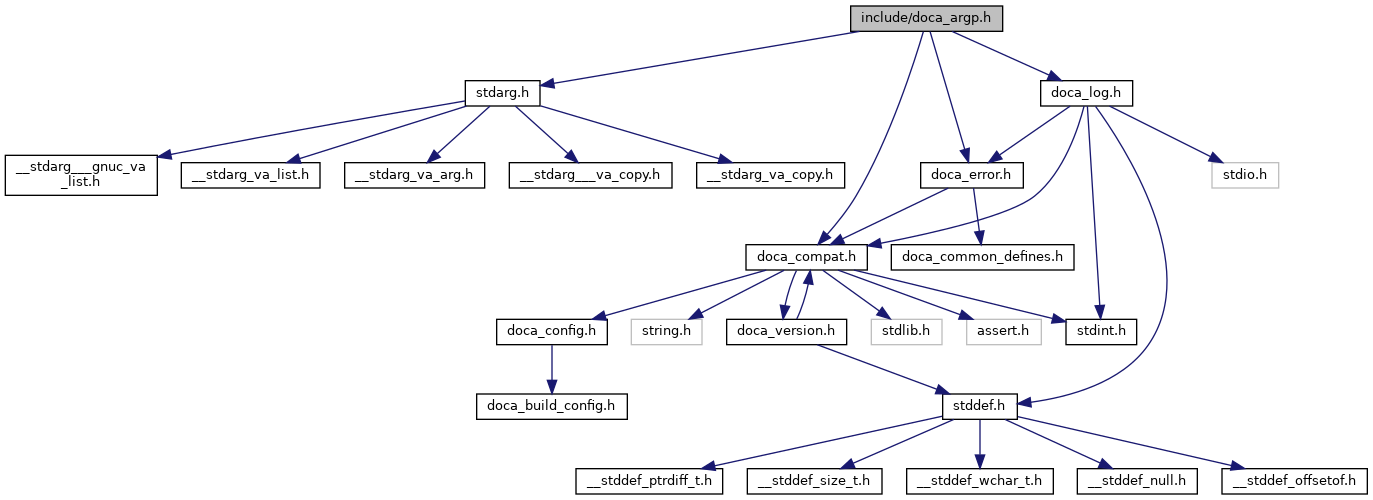 include/doca_argp.h
stdarg.h
doca_log.h
__stdarg___gnuc_va
_list.h
__stdarg_va_list.h
__stdarg_va_arg.h
__stdarg___va_copy.h
__stdarg_va_copy.h
doca_error.h
stdio.h
doca_compat.h
doca_common_defines.h
doca_config.h
string.h
doca_version.h
stdlib.h
assert.h
stdint.h
doca_build_config.h
stddef.h
__stddef_ptrdiff_t.h
__stddef_size_t.h
__stddef_wchar_t.h
__stddef_null.h
__stddef_offsetof.h